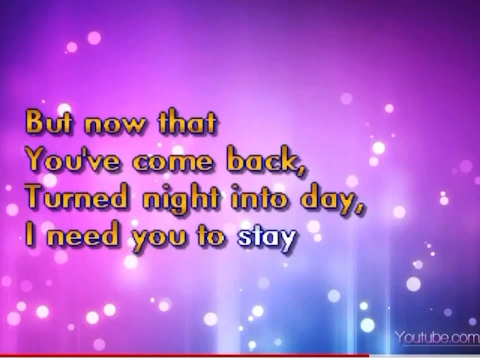 But now that
You've come back,
Turned night into day,
I need you to stay
Youtube.com